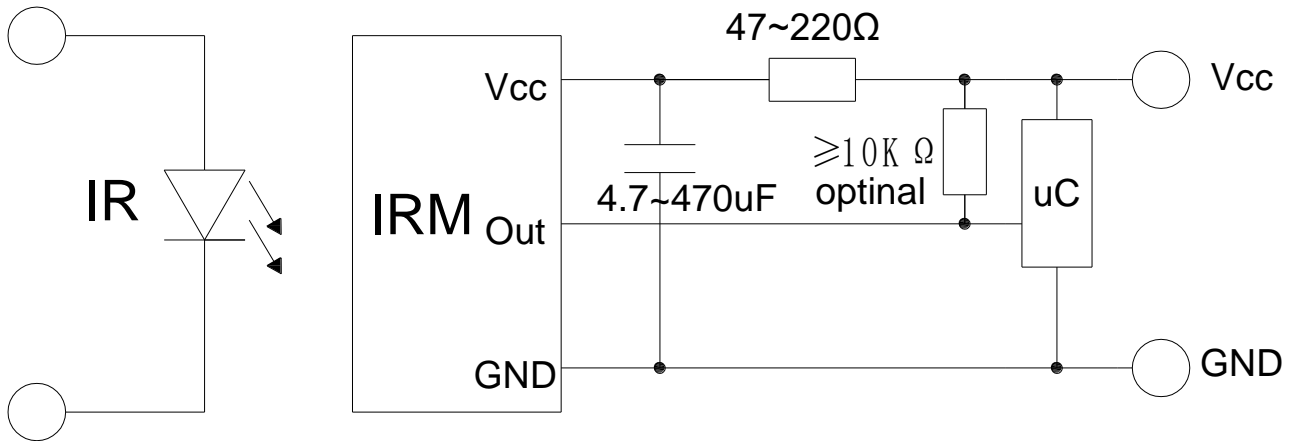 47~220Ω
Vcc
Vcc
≥10K Ω
optinal
uC
4.7~470uF
IR
IRM
Out
GND
GND